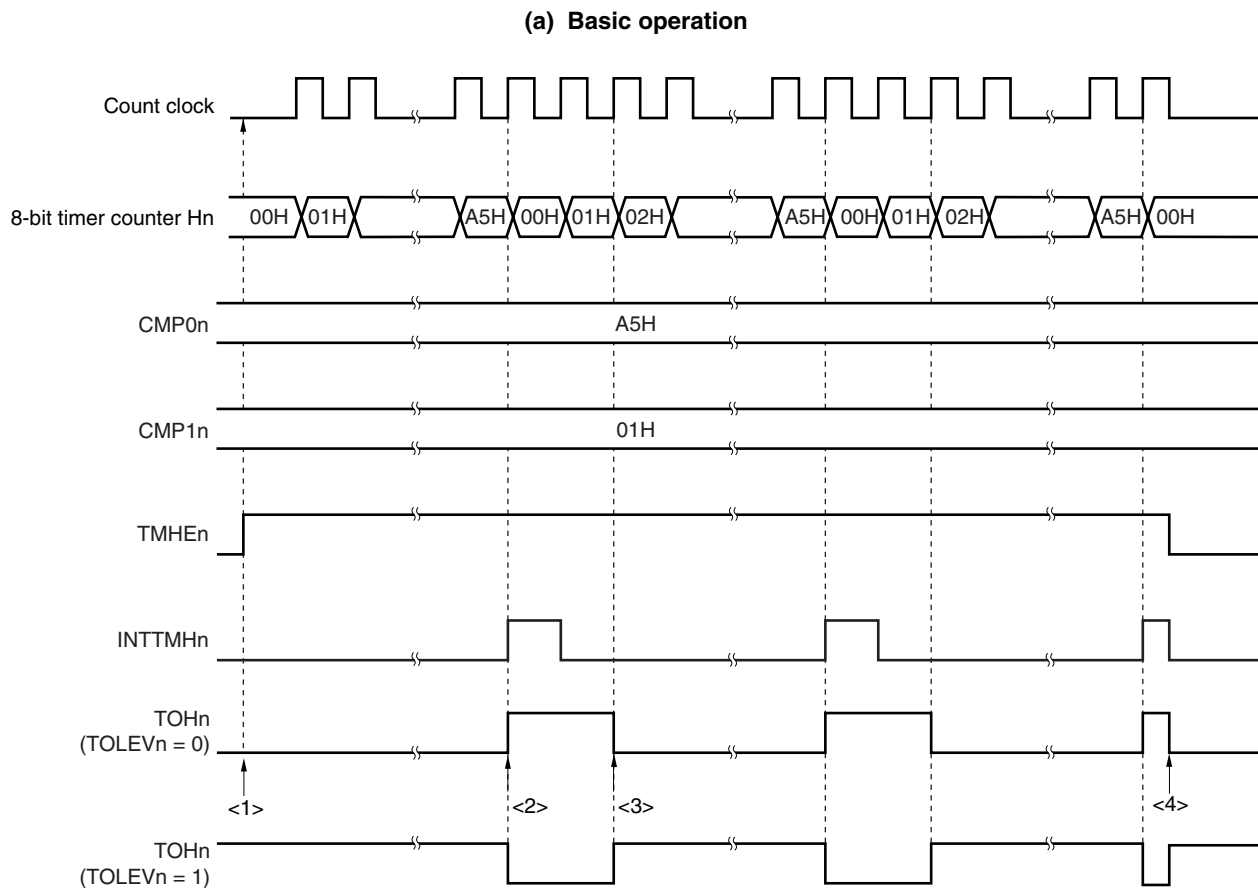 (a) Basic operation
Count clock
8-bit timer counter Hn
00H 01H A5H 00H 01H 02H A5H 00H 01H 02H A5H 00H
CMP0n
A5H
CMP1n
01H
TMHEn
INTTMHn
TOHn
(TOLEVn = 0)
<1> <2> <3> <4>
TOHn
(TOLEVn = 1)